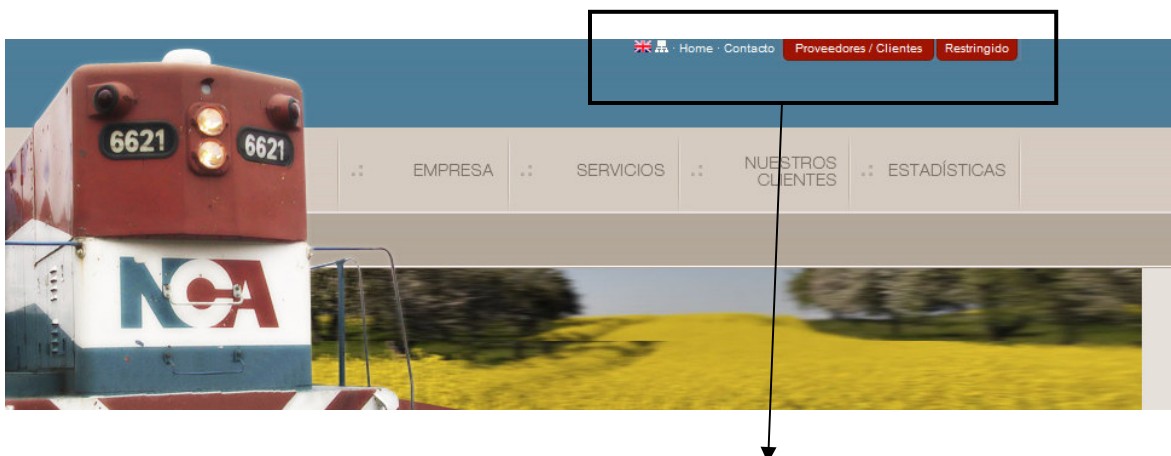 · Home · Contacto Proveedores / Clientes Restringido
6621 6621
.: EMPRESA .: SERVICIOS .: NUESTROS CLIENTES .: ESTADÍSTICAS
NCA